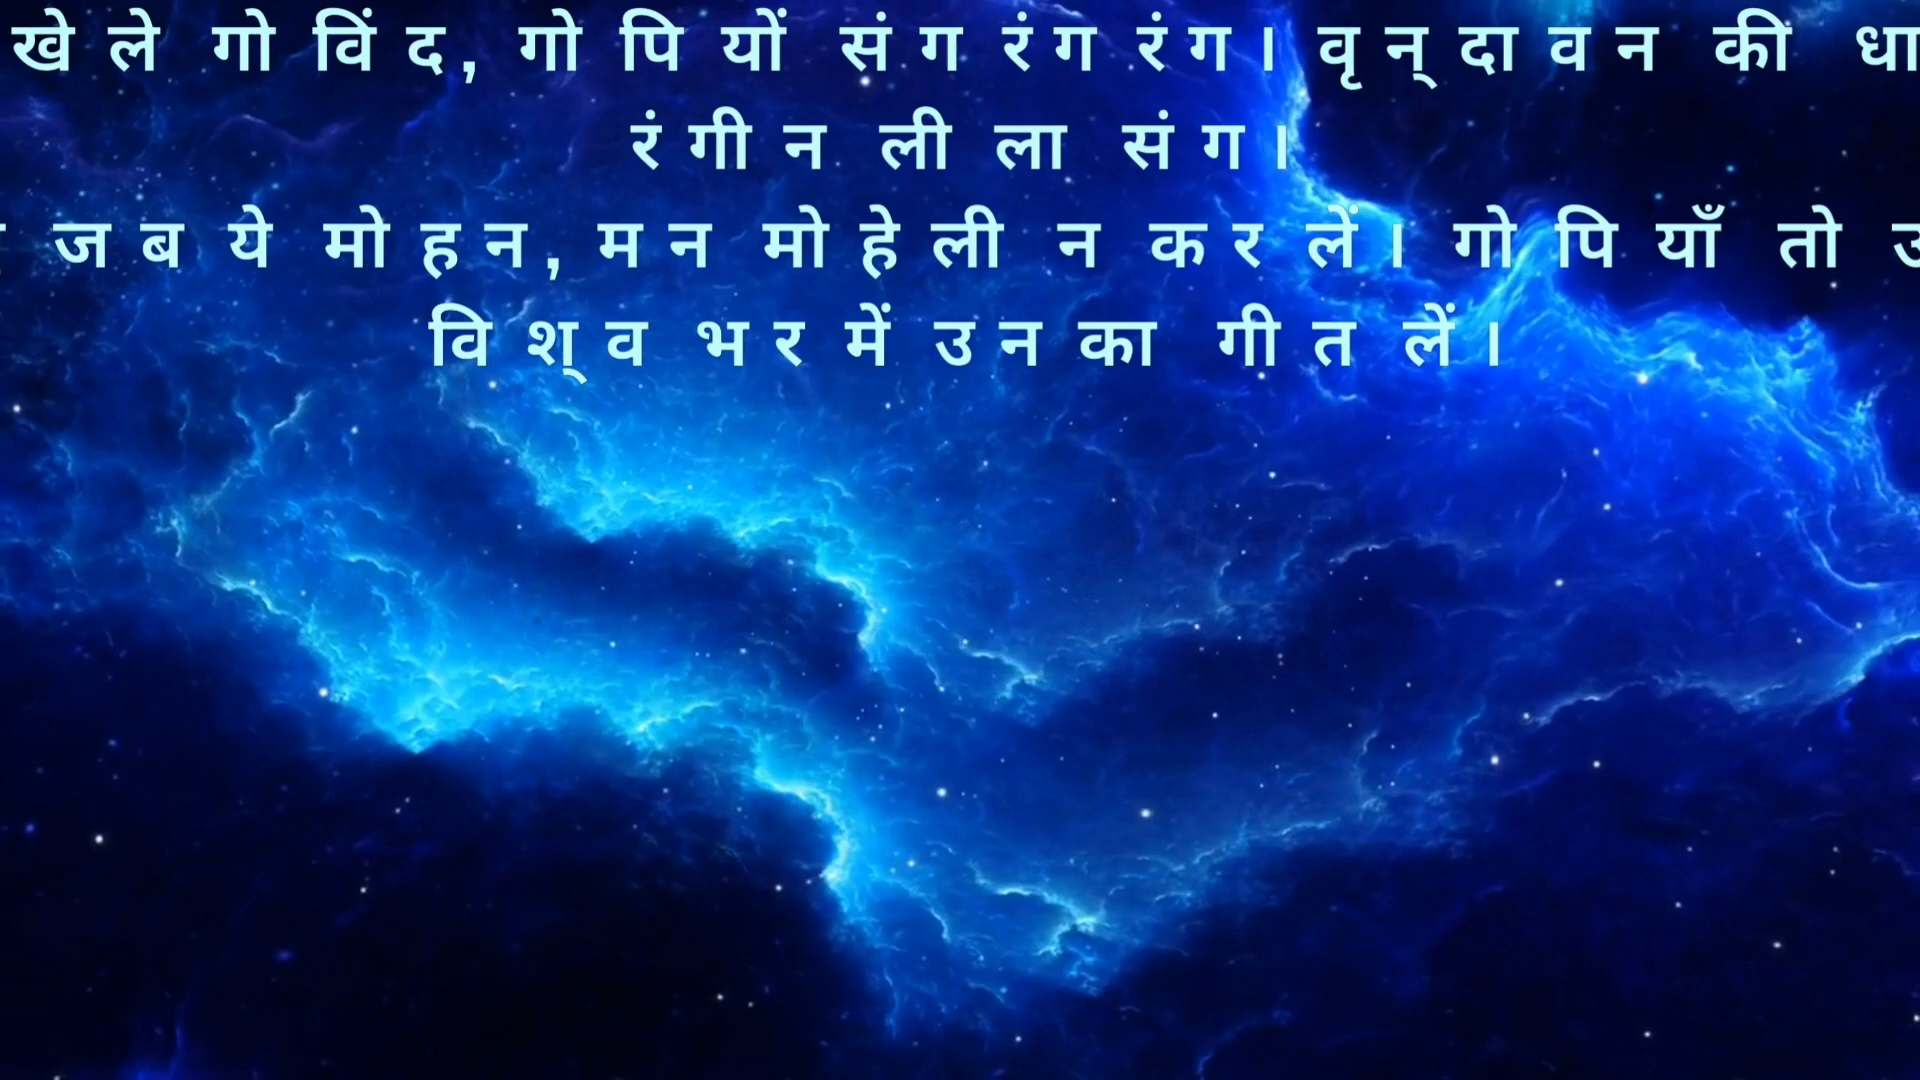 खेले गोविंद, गोपियों संग रंग रंग। वृन्दावन की
रंगीन लीला संग।
जब ये मोहन, मन मोहेली न कर लें। गोपियाँ तो
विश्व भर में उनका गीत लें।